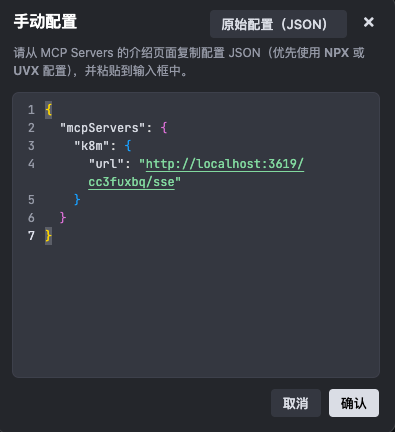 手动配置
原始配置（JSON）
请从 MCP Servers 的介绍页面复制配置 JSON（优先使用 NPX 或
UVX 配置），并粘贴到输入框中。
1 {
2 "mcpServers": {
3 "k8m": {
4 "url": "http://localhost:3619/
cc3fuxbq/sse"
5 }
6 }
7 }
取消
确认